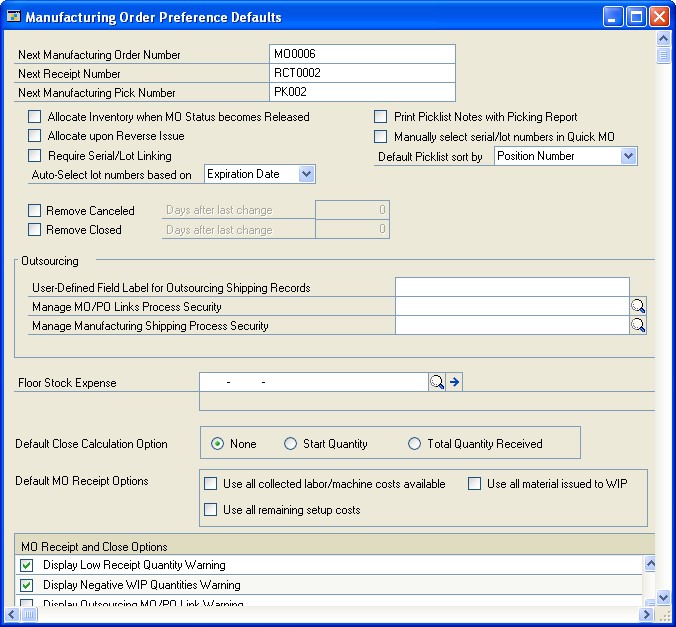 Manufacturing Order Preference Defaults
Next Manufacturing Order Number MO0006
Next Receipt Number RCT0002
Next Manufacturing Pick Number PK002
Allocate Inventory when MO Status becomes Released
Print Picklist Notes with Picking Report
Allocate upon Reverse Issue
Manually select serial/lot numbers in Quick MO
Require Serial/Lot Linking
Default Picklist sort by Position Number
Auto-Select lot numbers based on Expiration Date
Remove Canceled Days after last change 0
Remove Closed Days after last change 0
Outsourcing
User-Defined Field Label for Outsourcing Shipping Records
Manage MO/PO Links Process Security
Manage Manufacturing Shipping Process Security
Floor Stock Expense - -
Default Close Calculation Option None Start Quantity Total Quantity Received
Default MO Receipt Options Use all collected labor/machine costs available Use all material issued to WIP
Use all remaining setup costs
MO Receipt and Close Options
Display Low Receipt Quantity Warning
Display Negative WIP Quantities Warning
Display Outsourcing MO/PO Link Warning